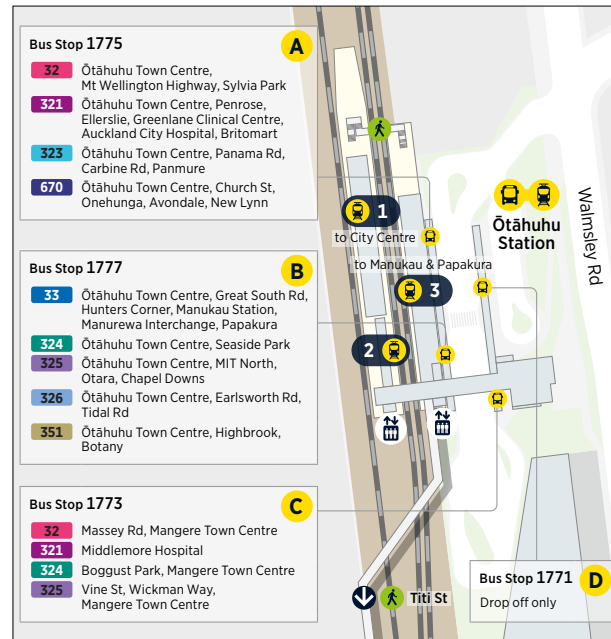 Bus Stop 1775
A
32 Ōtāhuhu Town Centre,
Mt Wellington Highway, Sylvia Park
321 Ōtāhuhu Town Centre, Penrose,
Ellerslie, Greenlane Clinical Centre,
Auckland City Hospital, Britomart
323 Ōtāhuhu Town Centre, Panama Rd,
Carbine Rd, Panmure
670 Ōtāhuhu Town Centre, Church St,
Onehunga, Avondale, New Lynn
Bus Stop 1777
B
33 Ōtāhuhu Town Centre, Great South Rd,
Hunters Corner, Manukau Station,
Manurewa Interchange, Papakura
324 Ōtāhuhu Town Centre, Seaside Park
325 Ōtāhuhu Town Centre, MIT North,
Otara, Chapel Downs
326 Ōtāhuhu Town Centre, Earlsworth Rd,
Tidal Rd
351 Ōtāhuhu Town Centre, Highbrook,
Botany
Bus Stop 1773
C
32 Massey Rd, Mangere Town Centre
321 Middlemore Hospital
324 Boggust Park, Mangere Town Centre
325 Vine St, Wickman Way,
Mangere Town Centre
1
to City Centre
to Manukau & Papakura
3
2
Ōtāhuhu
Station
Walmsley Rd
Titi St
Bus Stop 1771
D
Drop off only